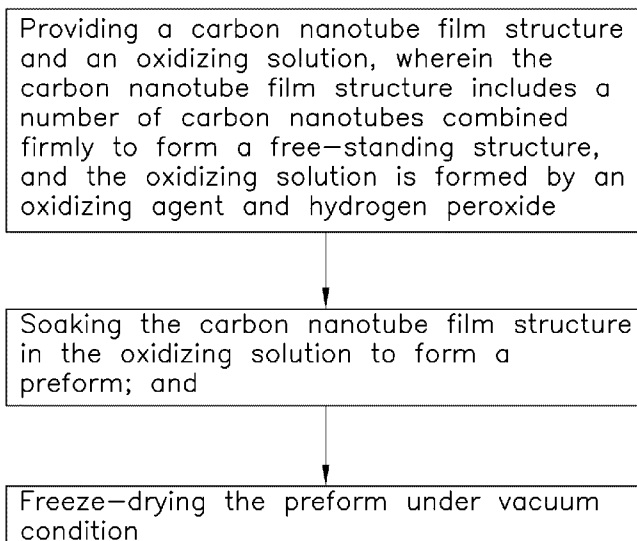 Providing a carbon nanotube film structure
and an oxidizing solution, wherein the
carbon nanotube film structure includes a
number of carbon nanotubes combined
firmly to form a free-standing structure,
and the oxidizing solution is formed by an
oxidizing agent and hydrogen peroxide
Soaking the carbon nanotube film structure
in the oxidizing solution to form a
preform; and
Freeze-drying the preform under vacuum
condition